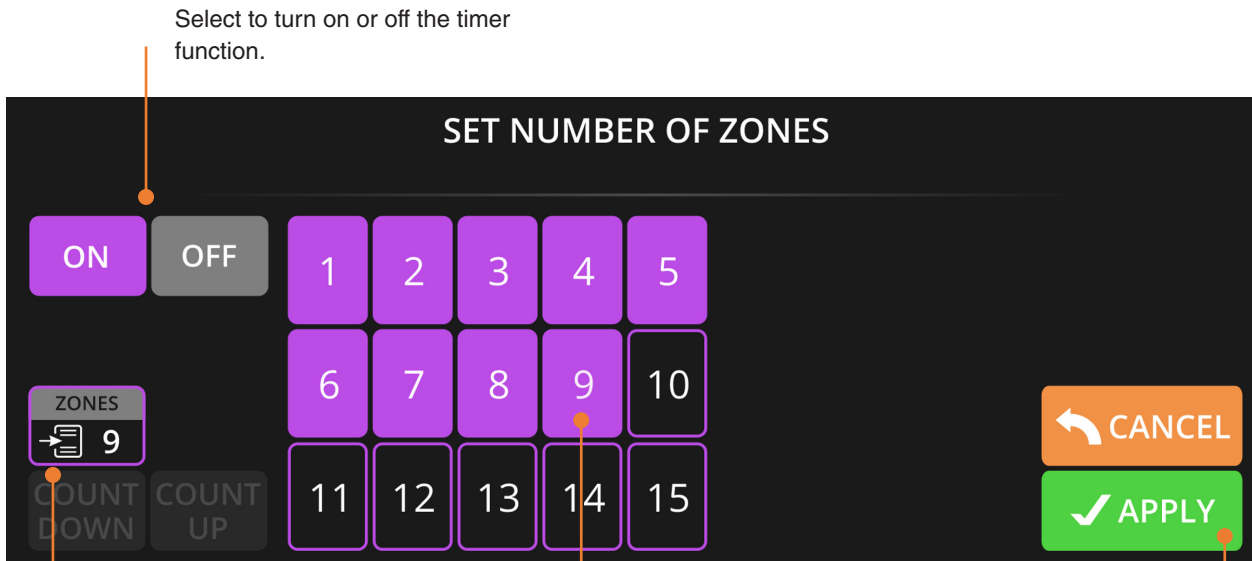 Select to turn on or off the timer
function.
SET NUMBER OF ZONES
ON OFF
1 2 3 4 5
6 7 8 9 10
ZONES
9
CANCEL
COUNT DOWN
COUNT UP
11 12 13 14 15
APPLY